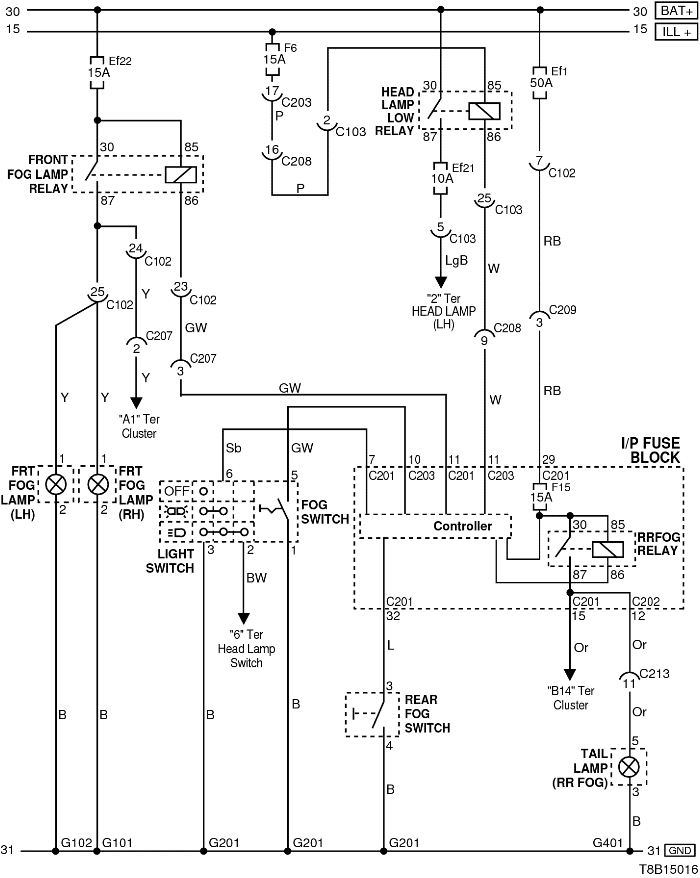 30 30 BAT+
15 15 ILL +
Ef22
15A
F6
15A
Ef1
50A
17 C203
P
2 C103
16 C208
P
HEAD
LAMP
LOW
RELAY
30 85
87 86
Ef21
10A
7 C102
5 C103
LgB
25 C103
W
RB
"2" Ter
HEAD LAMP
(LH)
C208
9
C209
3
W
RB
FRONT
FOG LAMP
RELAY
30 85
87 86
24 C102
25 C102
23 C102
Y
GW
C207
2
C207
3
Y
"A1" Ter
Cluster
GW
Y Y
Sb GW
FRT
FOG
LAMP
(LH)
1
2
1
2
FRT
FOG
LAMP
(RH)
6 5
OFF
FOG
SWITCH
LIGHT
SWITCH
3 2 1
BW
"6" Ter
Head Lamp
Switch
I/P FUSE
BLOCK
7 10 11 11 29
C201 C203 C201 C203 C201
F15
15A
Controller
30 85
RRFOG
RELAY
87 86
C201 C201 C202
32 15 12
L
Or Or
C213
11
"B14" Ter
Cluster
Or
3
REAR
FOG
SWITCH
4
5
TAIL
LAMP
(RR FOG)
3
B B B B B B
31 G102 G101 G201 G201 G201 G401 31 GND
T8B15016